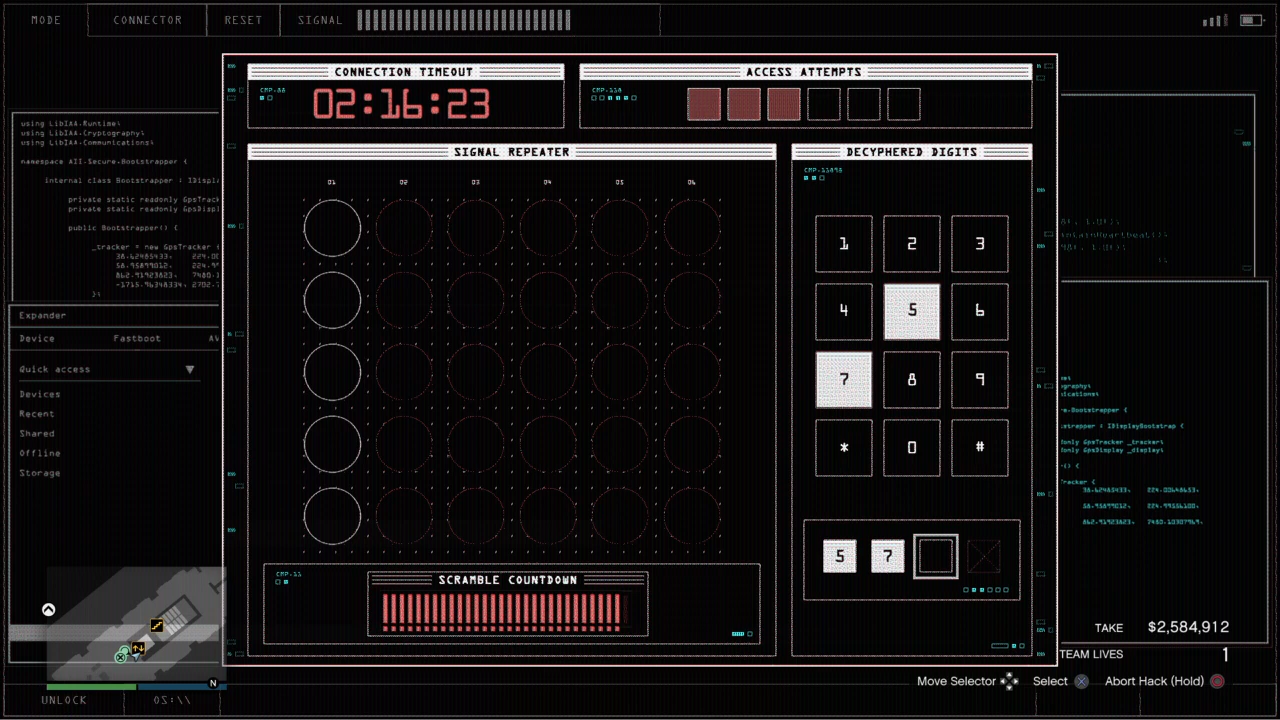 MODE
CONNECTOR
RESET
SIGNAL
CONNECTION TIMEOUT
02:16:23
ACCESS ATTEMPTS
SIGNAL REPEATER
01 02 03 04 05 06
DECYPHERED DIGITS
1 2 3
4 5 6
7 8 9
* 0 #
5 7
SCRAMBLE COUNTDOWN
using LibIAA.Runtime;
using LibIAA.Cryptography;
using LibIAA.Communications;
namespace AII.Secure.Bootstrapper {
internal class Bootstrapper : IDispl
private static readonly GpsTrack
private static readonly GpsDispl
public Bootstrapper() {
_tracker = new GpsTracker (
Expander
Device
Fastboot
Quick access
Devices
Recent
Shared
Offline
Storage
N
UNLOCK
TAKE $2,584,912
TEAM LIVES 1
Move Selector
Select
Abort Hack (Hold)